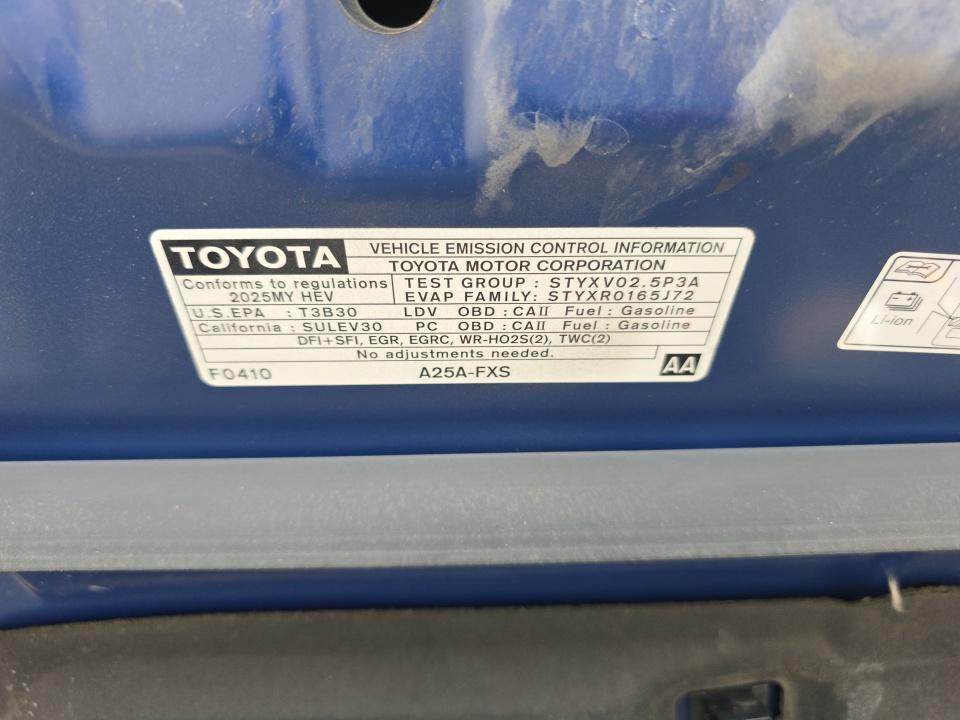 TOYOTA
VEHICLE EMISSION CONTROL INFORMATION
TOYOTA MOTOR CORPORATION
Conforms to regulations
2025MY HEV
TEST GROUP : STYXV02.5P3A
EVAP FAMILY: STYXR0165J72
U.S.EPA : T3B30 LDV OBD : CAII Fuel : Gasoline
California : SULEV30 PC OBD : CAII Fuel : Gasoline
DFI+SFI, EGR, EGRC, WR-HO2S(2), TWC(2)
No adjustments needed.
F0410 A25A-FXS AA
Li-ion